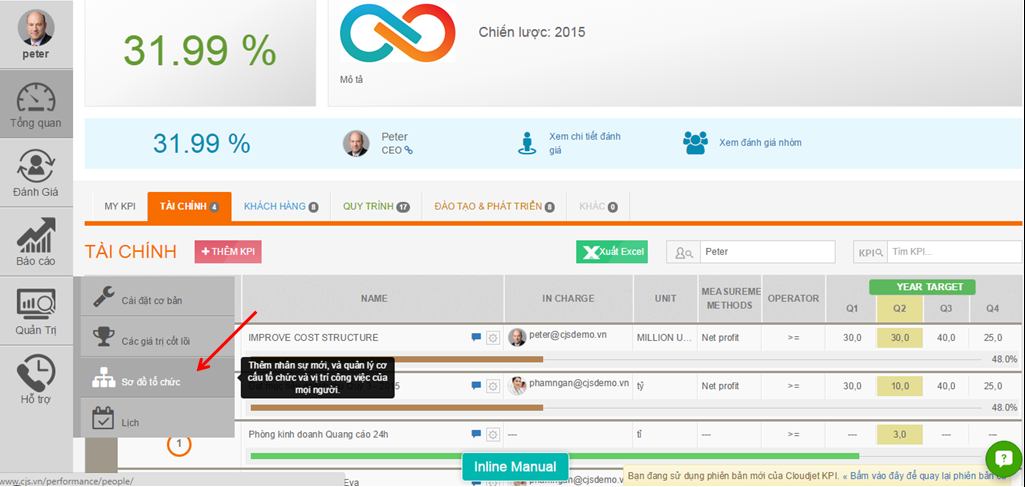 peter
Tổng quan
Đánh Giá
Báo cáo
Quản Trị
Hỗ trợ
31.99 %
Chiến lược: 2015
Mô tả
31.99 %
Peter
CEO
Xem chi tiết đánh
giá
Xem đánh giá nhóm
MY KPI
TÀI CHÍNH 4
KHÁCH HÀNG 8
QUY TRÌNH 17
ĐÀO TẠO & PHÁT TRIỂN 8
KHÁC 0
TÀI CHÍNH
+ THÊM KPI
Xuất Excel
Peter
KPI
Tìm KPI...
Cài đặt cơ bản
Các giá trị cốt lõi
Sơ đồ tổ chức
Lịch
Thêm nhân sự mới, và quản lý cơ
cấu tổ chức và vị trí công việc của
mọi người.
NAME
IN CHARGE
UNIT
MEASUREME
METHODS
OPERATOR
YEAR TARGET
Q1 Q2 Q3 Q4
IMPROVE COST STRUCTURE peter@cjsdemo.vn MILLION U... Net profit >= 30,0 30,0 40,0 25,0
48.0%
2015 phamngan@cjsdemo.vn tỷ Net profit >= 30,0 10,0 40,0 25,0
48.0%
1
Phòng kinh doanh Quang cáo 24h --- tỉ --- >= 3,0
Eva phamngan@cjsdemo.v
Inline Manual
Bạn đang sử dụng phiên bản mới của Cloudjet KPI. « Bấm vào đây để quay lại phiên bản cũ
www.cjs.vn/performance/people/